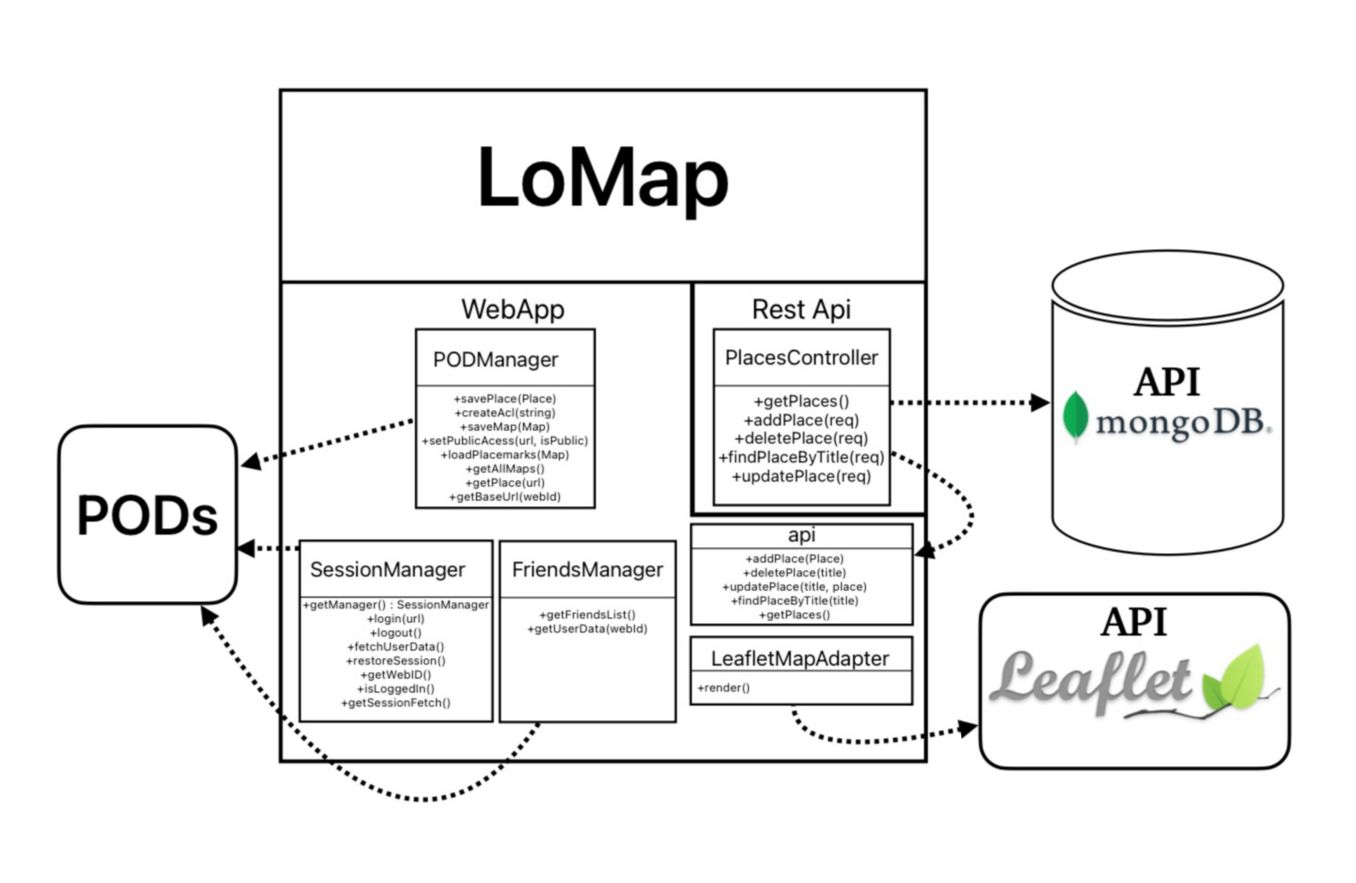 LoMap
WebApp
PODManager
+savePlace(Place)
+createAcl(string)
+saveMap(Map)
+setPublicAcess(url, isPublic)
+loadPlacemarks(Map)
+getAllMaps()
+getPlace(url)
+getBaseUrl(webId)
Rest Api
PlacesController
+getPlaces()
+addPlace(req)
+deletePlace(req)
+findPlaceByTitle(req)
+updatePlace(req)
API
mongoDB®
PODs
SessionManager
+getManager() : SessionManager
+login(url)
+logout()
+fetchUserData()
+restoreSession()
+getWebID()
+isLoggedIn()
+getSessionFetch()
FriendsManager
+getFriendsList()
+getUserData(webId)
api
+addPlace(Place)
+deletePlace(title)
+updatePlace(title, place)
+findPlaceByTitle(title)
+getPlaces()
LeafletMapAdapter
+render()
API
Leaflet